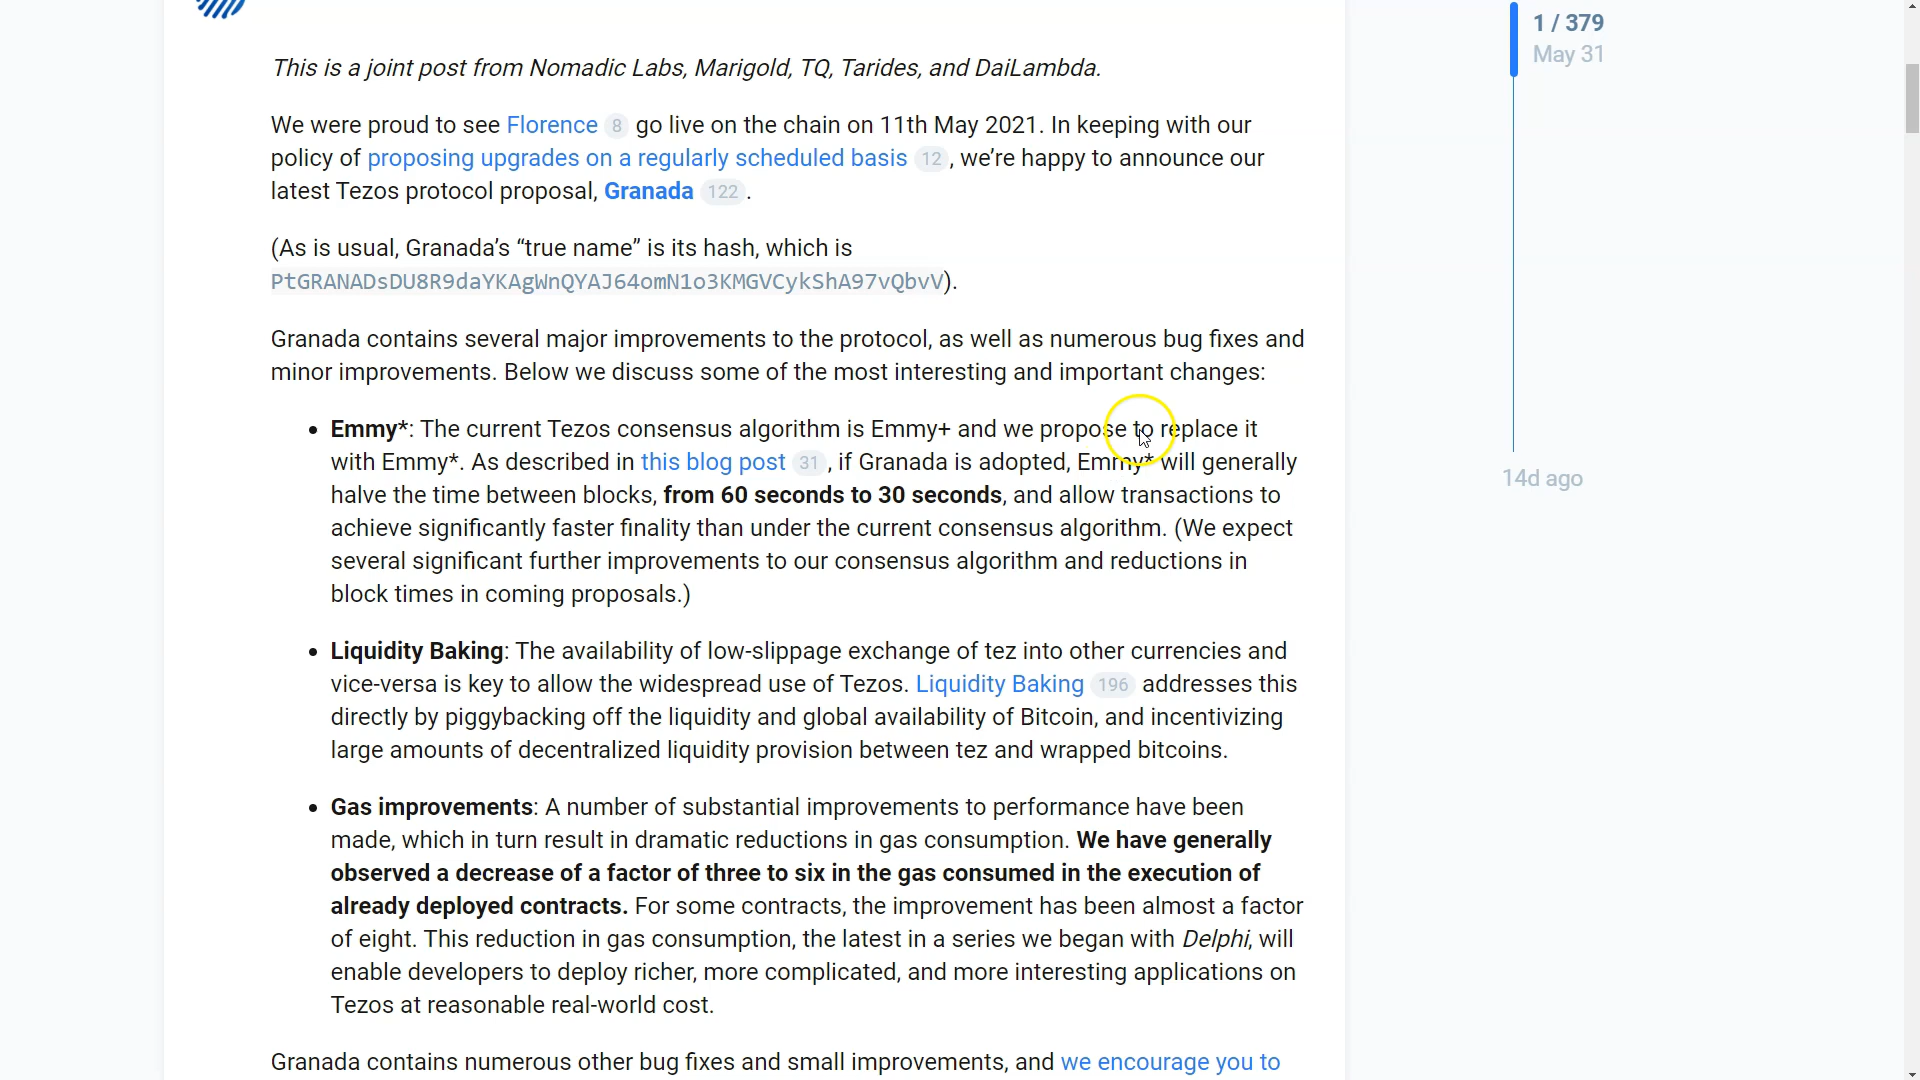 This is a joint post from Nomadic Labs, Marigold, TQ, Tarides, and DaiLambda.
We were proud to see Florence 8 go live on the chain on 11th May 2021. In keeping with our
policy of proposing upgrades on a regularly scheduled basis 12, we're happy to announce our
latest Tezos protocol proposal, Granada 122.
(As is usual, Granada's “true name” is its hash, which is
PtGRANADsDU8R9daYKAgWnQYAJ64omN1o3KMGVCykShA97vQbvV).
Granada contains several major improvements to the protocol, as well as numerous bug fixes and
minor improvements. Below we discuss some of the most interesting and important changes:
• Emmy*: The current Tezos consensus algorithm is Emmy+ and we propose to replace it
with Emmy*. As described in this blog post 31, if Granada is adopted, Emmy* will generally
halve the time between blocks, from 60 seconds to 30 seconds, and allow transactions to
achieve significantly faster finality than under the current consensus algorithm. (We expect
several significant further improvements to our consensus algorithm and reductions in
block times in coming proposals.)
• Liquidity Baking: The availability of low-slippage exchange of tez into other currencies and
vice-versa is key to allow the widespread use of Tezos. Liquidity Baking 196 addresses this
directly by piggybacking off the liquidity and global availability of Bitcoin, and incentivizing
large amounts of decentralized liquidity provision between tez and wrapped bitcoins.
• Gas improvements: A number of substantial improvements to performance have been
made, which in turn result in dramatic reductions in gas consumption. We have generally
observed a decrease of a factor of three to six in the gas consumed in the execution of
already deployed contracts. For some contracts, the improvement has been almost a factor
of eight. This reduction in gas consumption, the latest in a series we began with Delphi, will
enable developers to deploy richer, more complicated, and more interesting applications on
Tezos at reasonable real-world cost.
Granada contains numerous other bug fixes and small improvements, and we encourage you to
1 / 379
May 31
14d ago